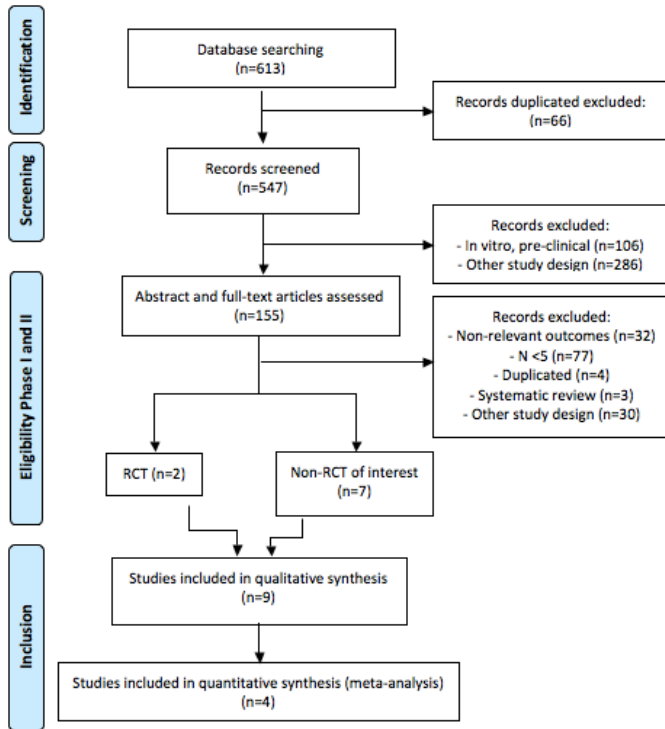 Identification
Database searching
(n=613)
Records duplicated excluded:
(n=66)
Screening
Records screened
(n=547)
Records excluded:
- In vitro, pre-clinical (n=106)
- Other study design (n=286)
Eligibility Phase I and II
Abstract and full-text articles assessed
(n=155)
Records excluded:
- Non-relevant outcomes (n=32)
- N <5 (n=77)
- Duplicated (n=4)
- Systematic review (n=3)
- Other study design (n=30)
RCT (n=2)
Non-RCT of interest
(n=7)
Inclusion
Studies included in qualitative synthesis
(n=9)
Studies included in quantitative synthesis (meta-analysis)
(n=4)